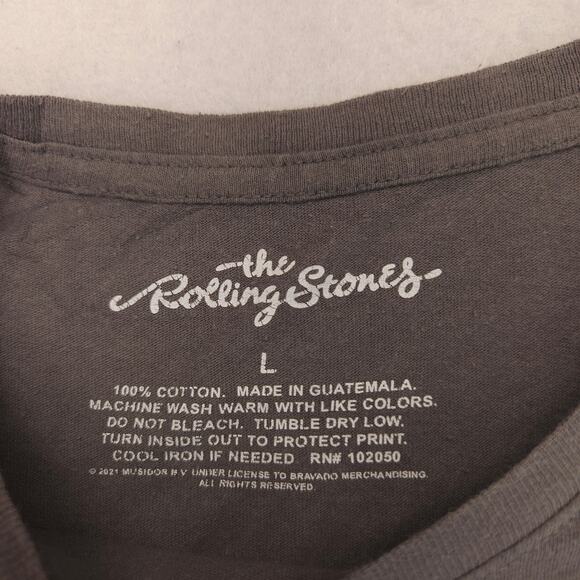 the
Rolling Stones
L
100% COTTON. MADE IN GUATEMALA.
MACHINE WASH WARM WITH LIKE COLORS.
DO NOT BLEACH. TUMBLE DRY LOW.
TURN INSIDE OUT TO PROTECT PRINT.
COOL IRON IF NEEDED. RN# 102050
© 2021 MUSIDOR B V UNDER LICENSE TO BRAVADO MERCHANDISING.
ALL RIGHTS RESERVED.